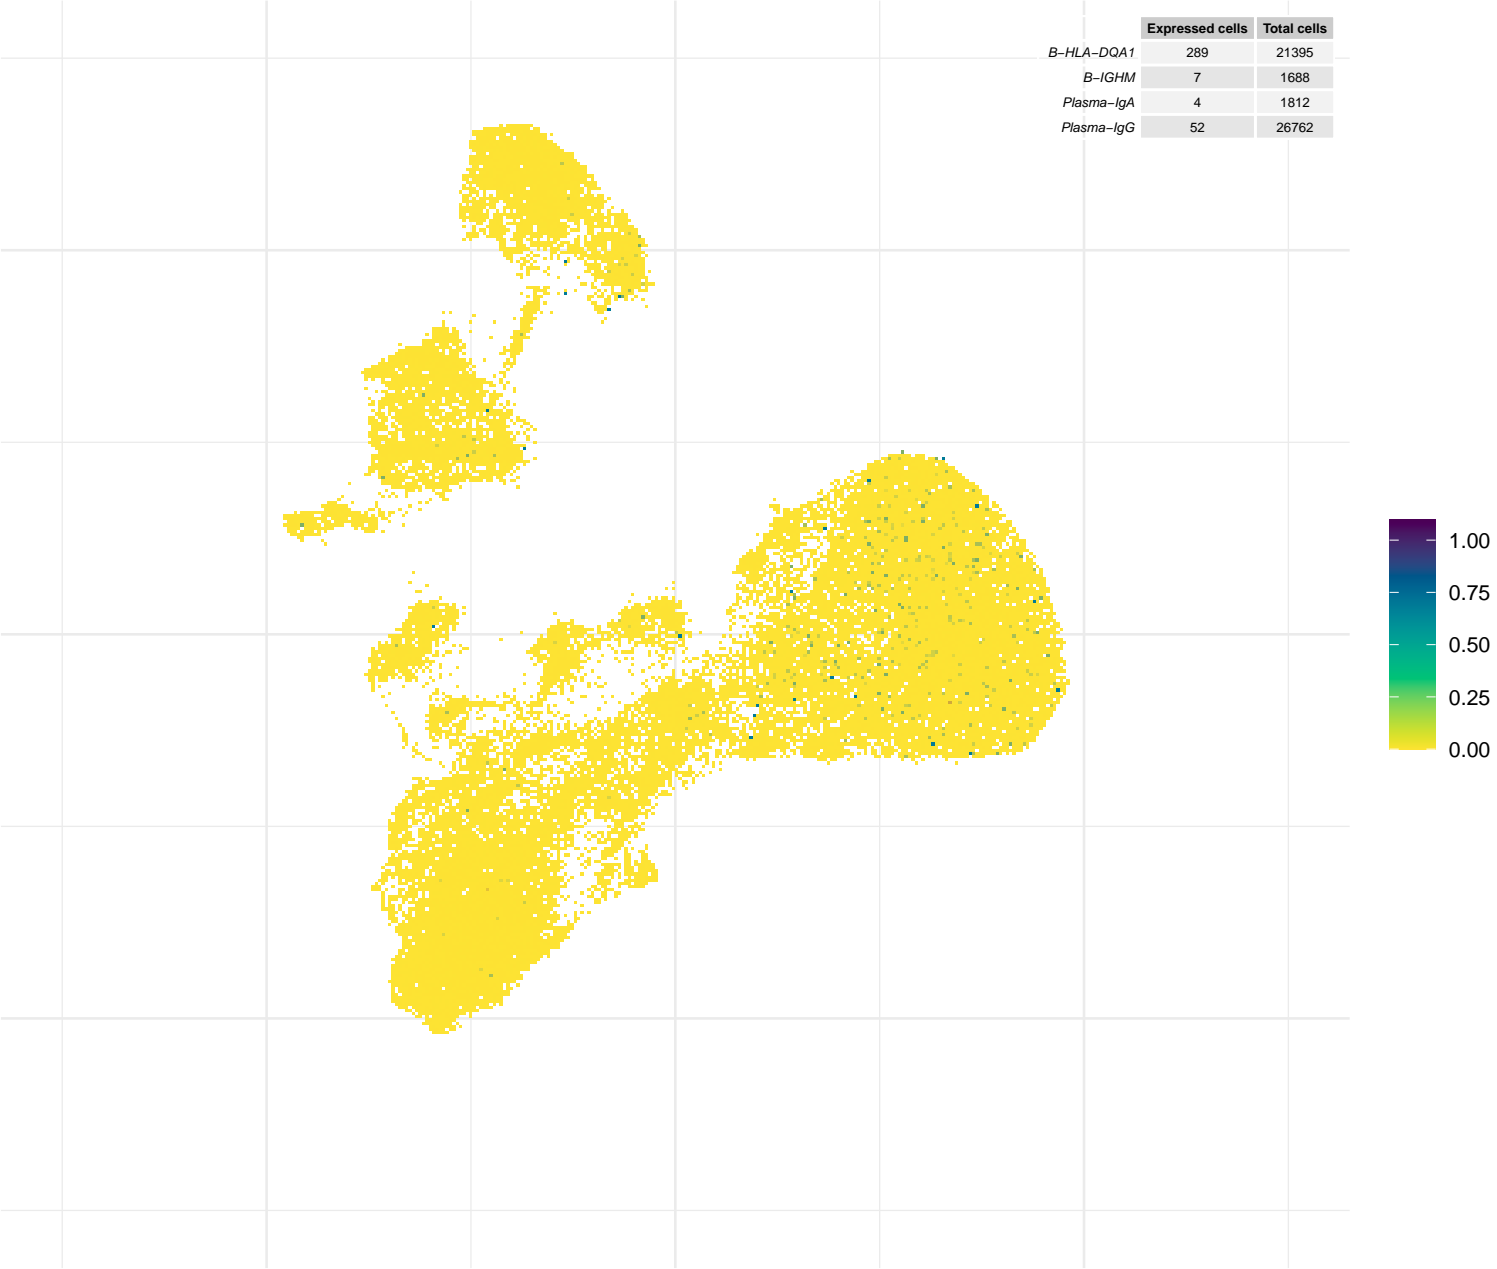 Expressed cells Total cells
B−HLA−DQA1 289 21395
B−IGHM 7 1688
Plasma−IgA 4 1812
Plasma−IgG 52 26762
1.00
0.75
0.50
0.25
0.00